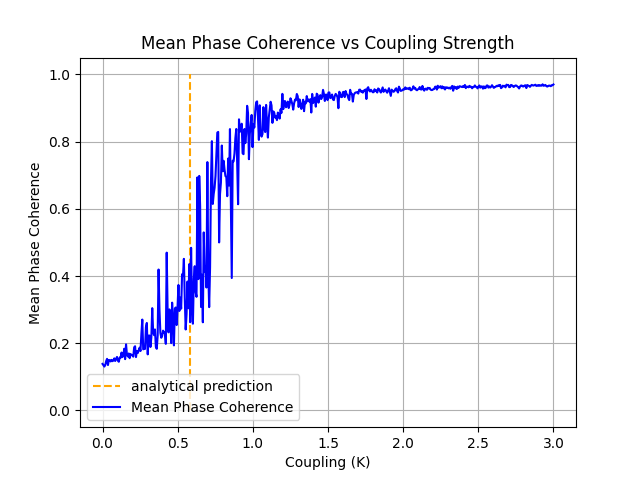 Mean Phase Coherence vs Coupling Strength
Mean Phase Coherence
1.0
0.8
0.6
0.4
0.2
0.0
analytical prediction
Mean Phase Coherence
0.0 0.5 1.0 1.5 2.0 2.5 3.0
Coupling (K)